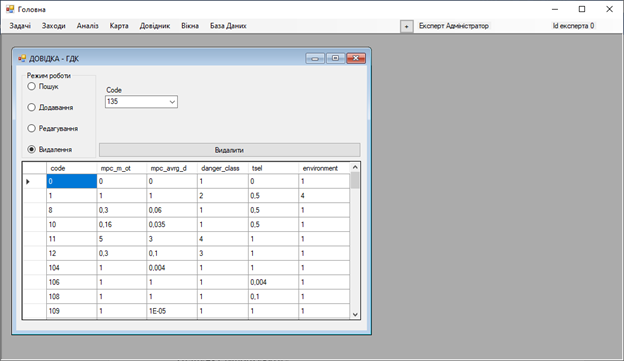 Головна
Задачі Заходи Аналіз Карта Довідник Вікна База Даних + Експерт Адміністратор Id експерта 0
ДОВІДКА - ГДК
Режим роботи
Пошук
Code
135
Додавання
Редагування
Видалення
Видалити
code mpc_m_ot mpc_avrg_d danger_class tsel environment
0 0 0 1 0 1
1 1 1 2 0,5 4
8 0,3 0,06 1 0,5 1
10 0,16 0,035 1 0,5 1
11 5 3 4 1 1
12 0,3 0,1 3 1 1
104 1 0,004 1 1 1
106 1 1 1 0,004 1
108 1 1 1 0,1 1
109 1 1E-05 1 1 1